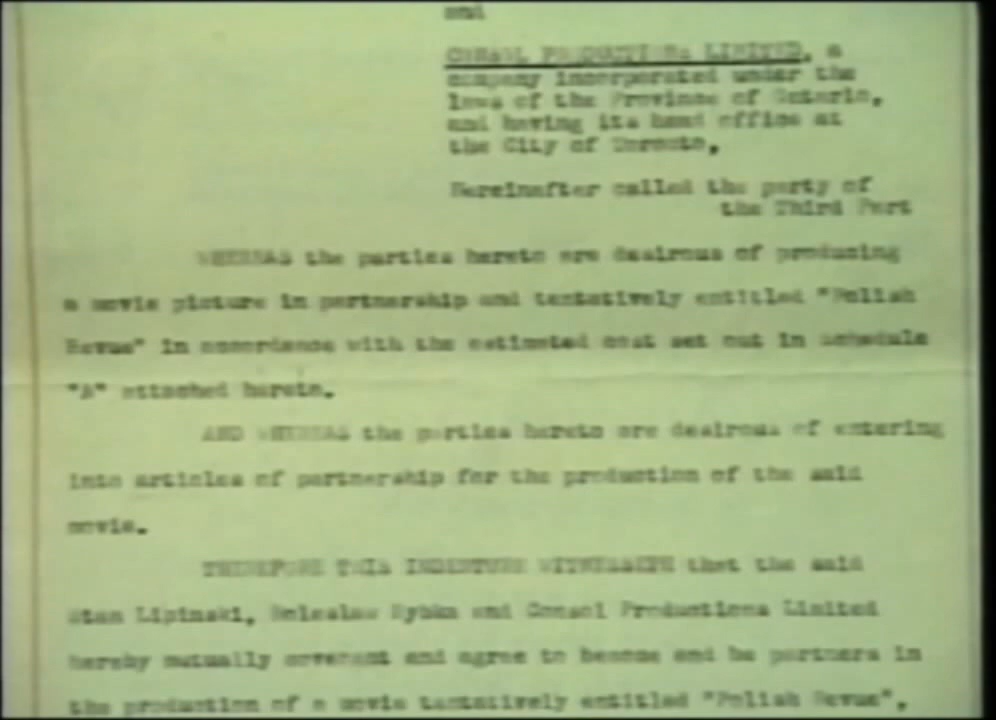 and
CONSOL PRODUCTIONS LIMITED, a
company incorporated under the
laws of the Province of Ontario,
and having its head office at
the City of Toronto,
Hereinafter called the party of
the Third Part
WHEREAS the parties hereto are desirous of producing
a movie picture in partnership and tentatively entitled "Polish
Revue" in accordance with the estimated cost set out in schedule
"A" attached hereto.
AND WHEREAS the parties hereto are desirous of entering
into articles of partnership for the production of the said
movie.
THEREFORE THIS INDENTURE WITNESSETH that the said
Stan Lipinski, Boleslaw Rybka and Consol Productions Limited
hereby mutually covenant and agree to become and be partners in
the production of a movie tentatively entitled "Polish Revue",